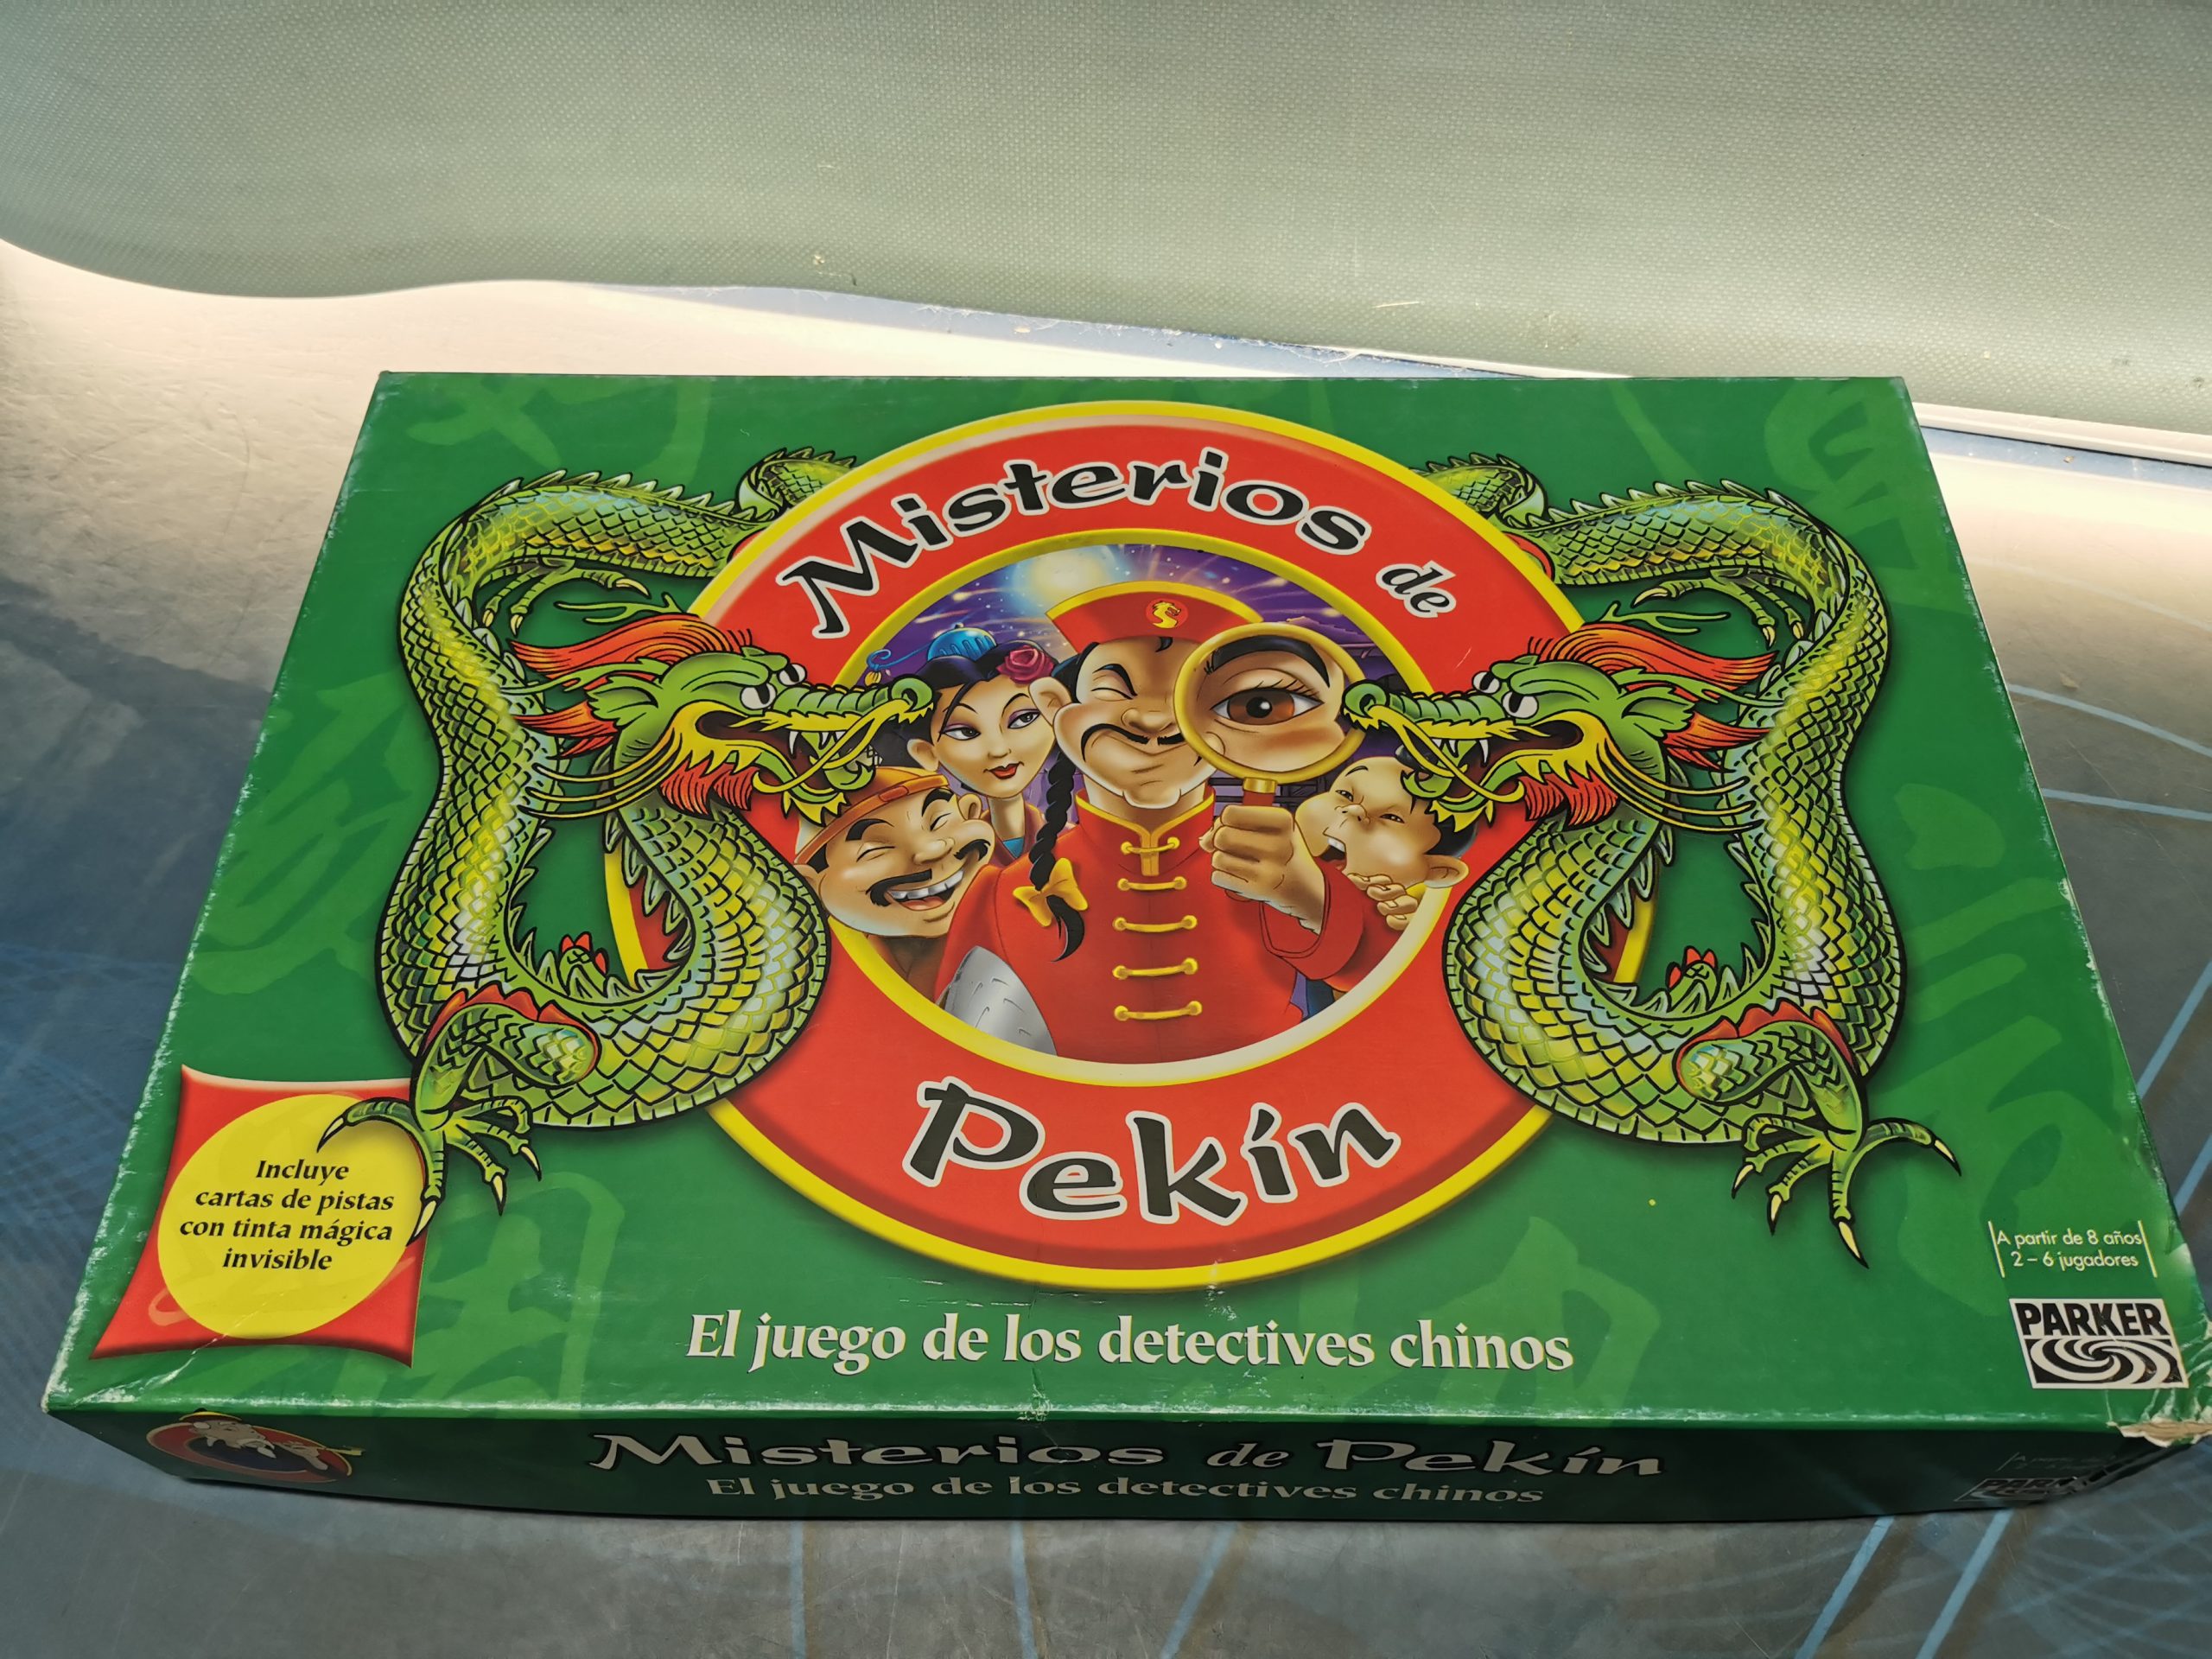 Misterios de
Pekín
Incluye
cartas de pistas
con tinta mágica
invisible
A partir de 8 años
2 - 6 jugadores
PARKER
El juego de los detectives chinos
Misterios de Pekín
El juego de los detectives chinos